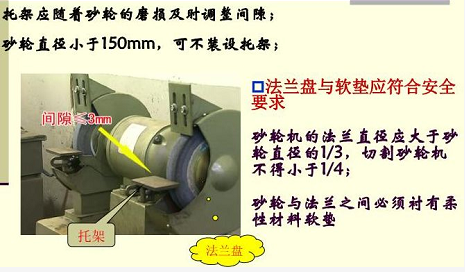 托架应随着砂轮的磨损及时调整间隙；
砂轮直径小于150mm，可不装设托架；
间隙≤3mm
托架
法兰盘
法兰盘与软垫应符合安全
要求
砂轮机的法兰直径应大于砂
轮直径的1/3，切割砂轮机
不得小于1/4；
砂轮与法兰之间必须衬有柔
性材料软垫